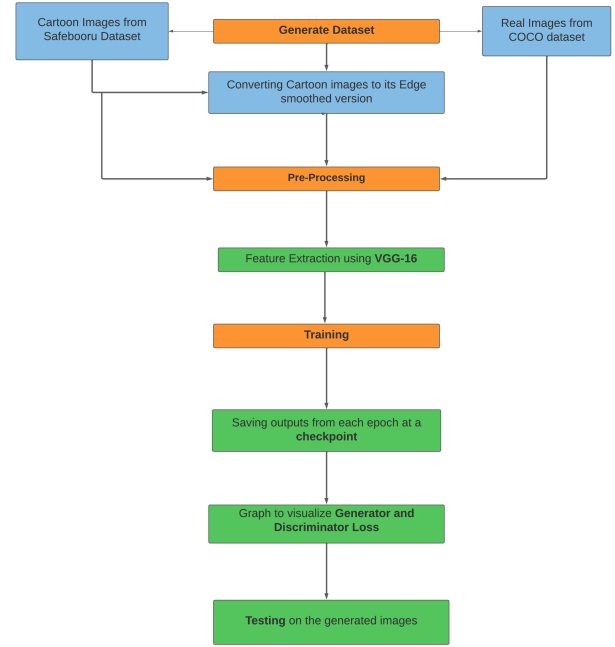 Cartoon Images from
Safebooru Dataset
Generate Dataset
Real Images from
COCO dataset
Converting Cartoon images to its Edge
smoothed version
Pre-Processing
Feature Extraction using VGG-16
Training
Saving outputs from each epoch at a
checkpoint
Graph to visualize Generator and
Discriminator Loss
Testing on the generated images